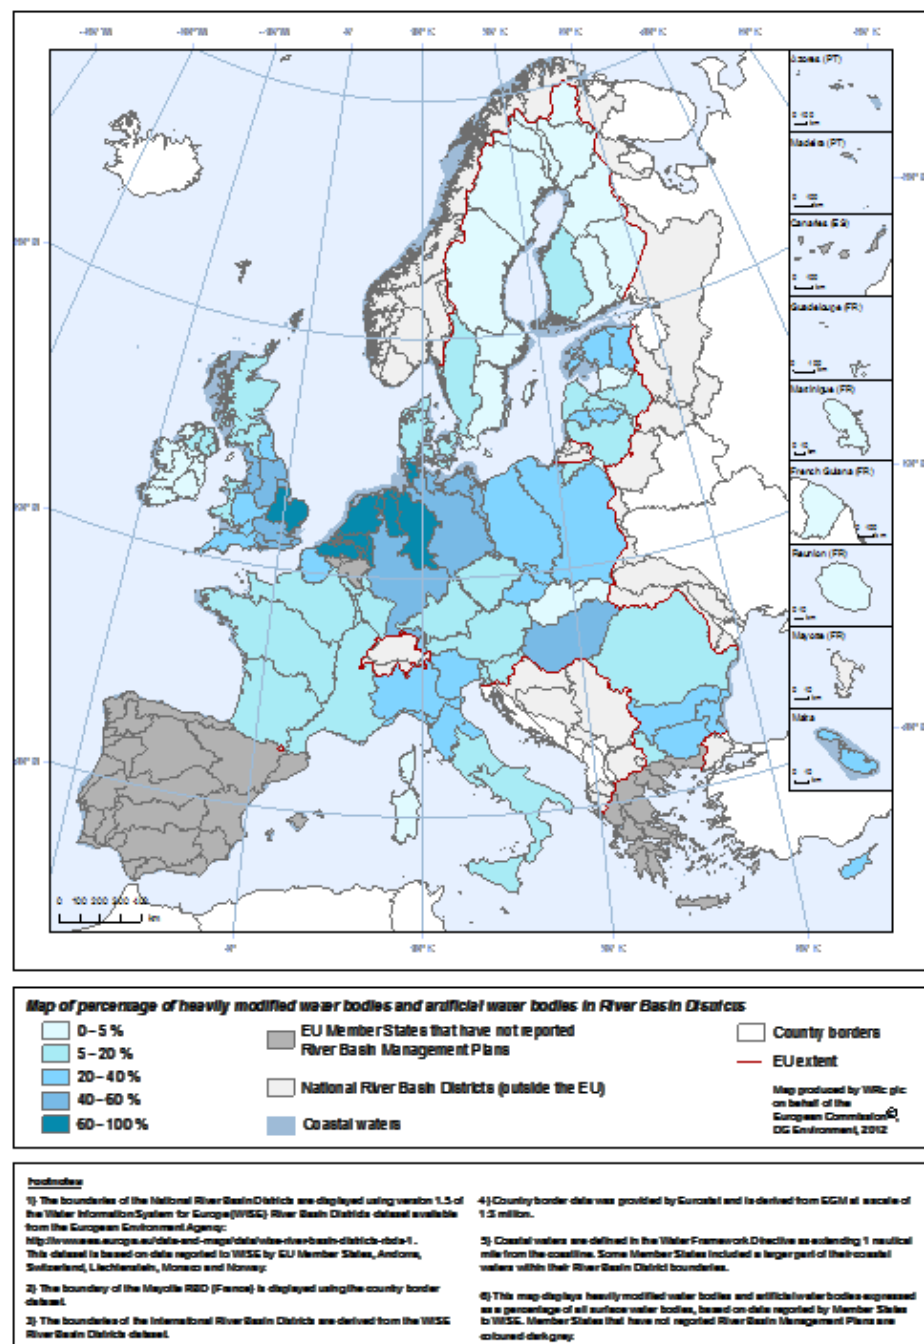 Azores (PT)
Madeira (PT)
Canaries (ES)
Guadeloupe (FR)
Martinique (FR)
French Guiana (FR)
Reunion (FR)
Mayotte (FR)
Malta
0 100 200 300 400
km
Map of percentage of heavily modified water bodies and artificial water bodies in River Basin Districts
0 – 5 %
5 – 20 %
20 – 40 %
40 – 60 %
60 – 100 %
EU Member States that have not reported
River Basin Management Plans
National River Basin Districts (outside the EU)
Coastal waters
Country borders
EU extent
Map produced by WRc plc
on behalf of the
European Commission ©,
DG Environment, 2012
Footnotes
1) The boundaries of the National River Basin Districts are displayed using version 1.3 of
the Water Information System for Europe (WISE) River Basin Districts dataset available
from the European Environment Agency:
This dataset is based on data reported to WISE by EU Member States, Andorra,
Switzerland, Liechtenstein, Monaco and Norway.
2) The boundary of the Mayotte RBD (France) is displayed using the country border
dataset.
3) The boundaries of the International River Basin Districts are derived from the WISE
River Basin Districts dataset.
4) Country border data was provided by Eurostat and is derived from EGM at a scale of
5) Coastal waters are defined in the Water Framework Directive as extending 1 nautical
mile from the coastline. Some Member States included a larger part of their coastal
waters within their River Basin District boundaries.
6) This map displays heavily modified water bodies and artificial water bodies expressed
as a percentage of all surface water bodies, based on data reported by Member States
to WISE. Member States that have not reported River Basin Management Plans are
coloured dark grey.